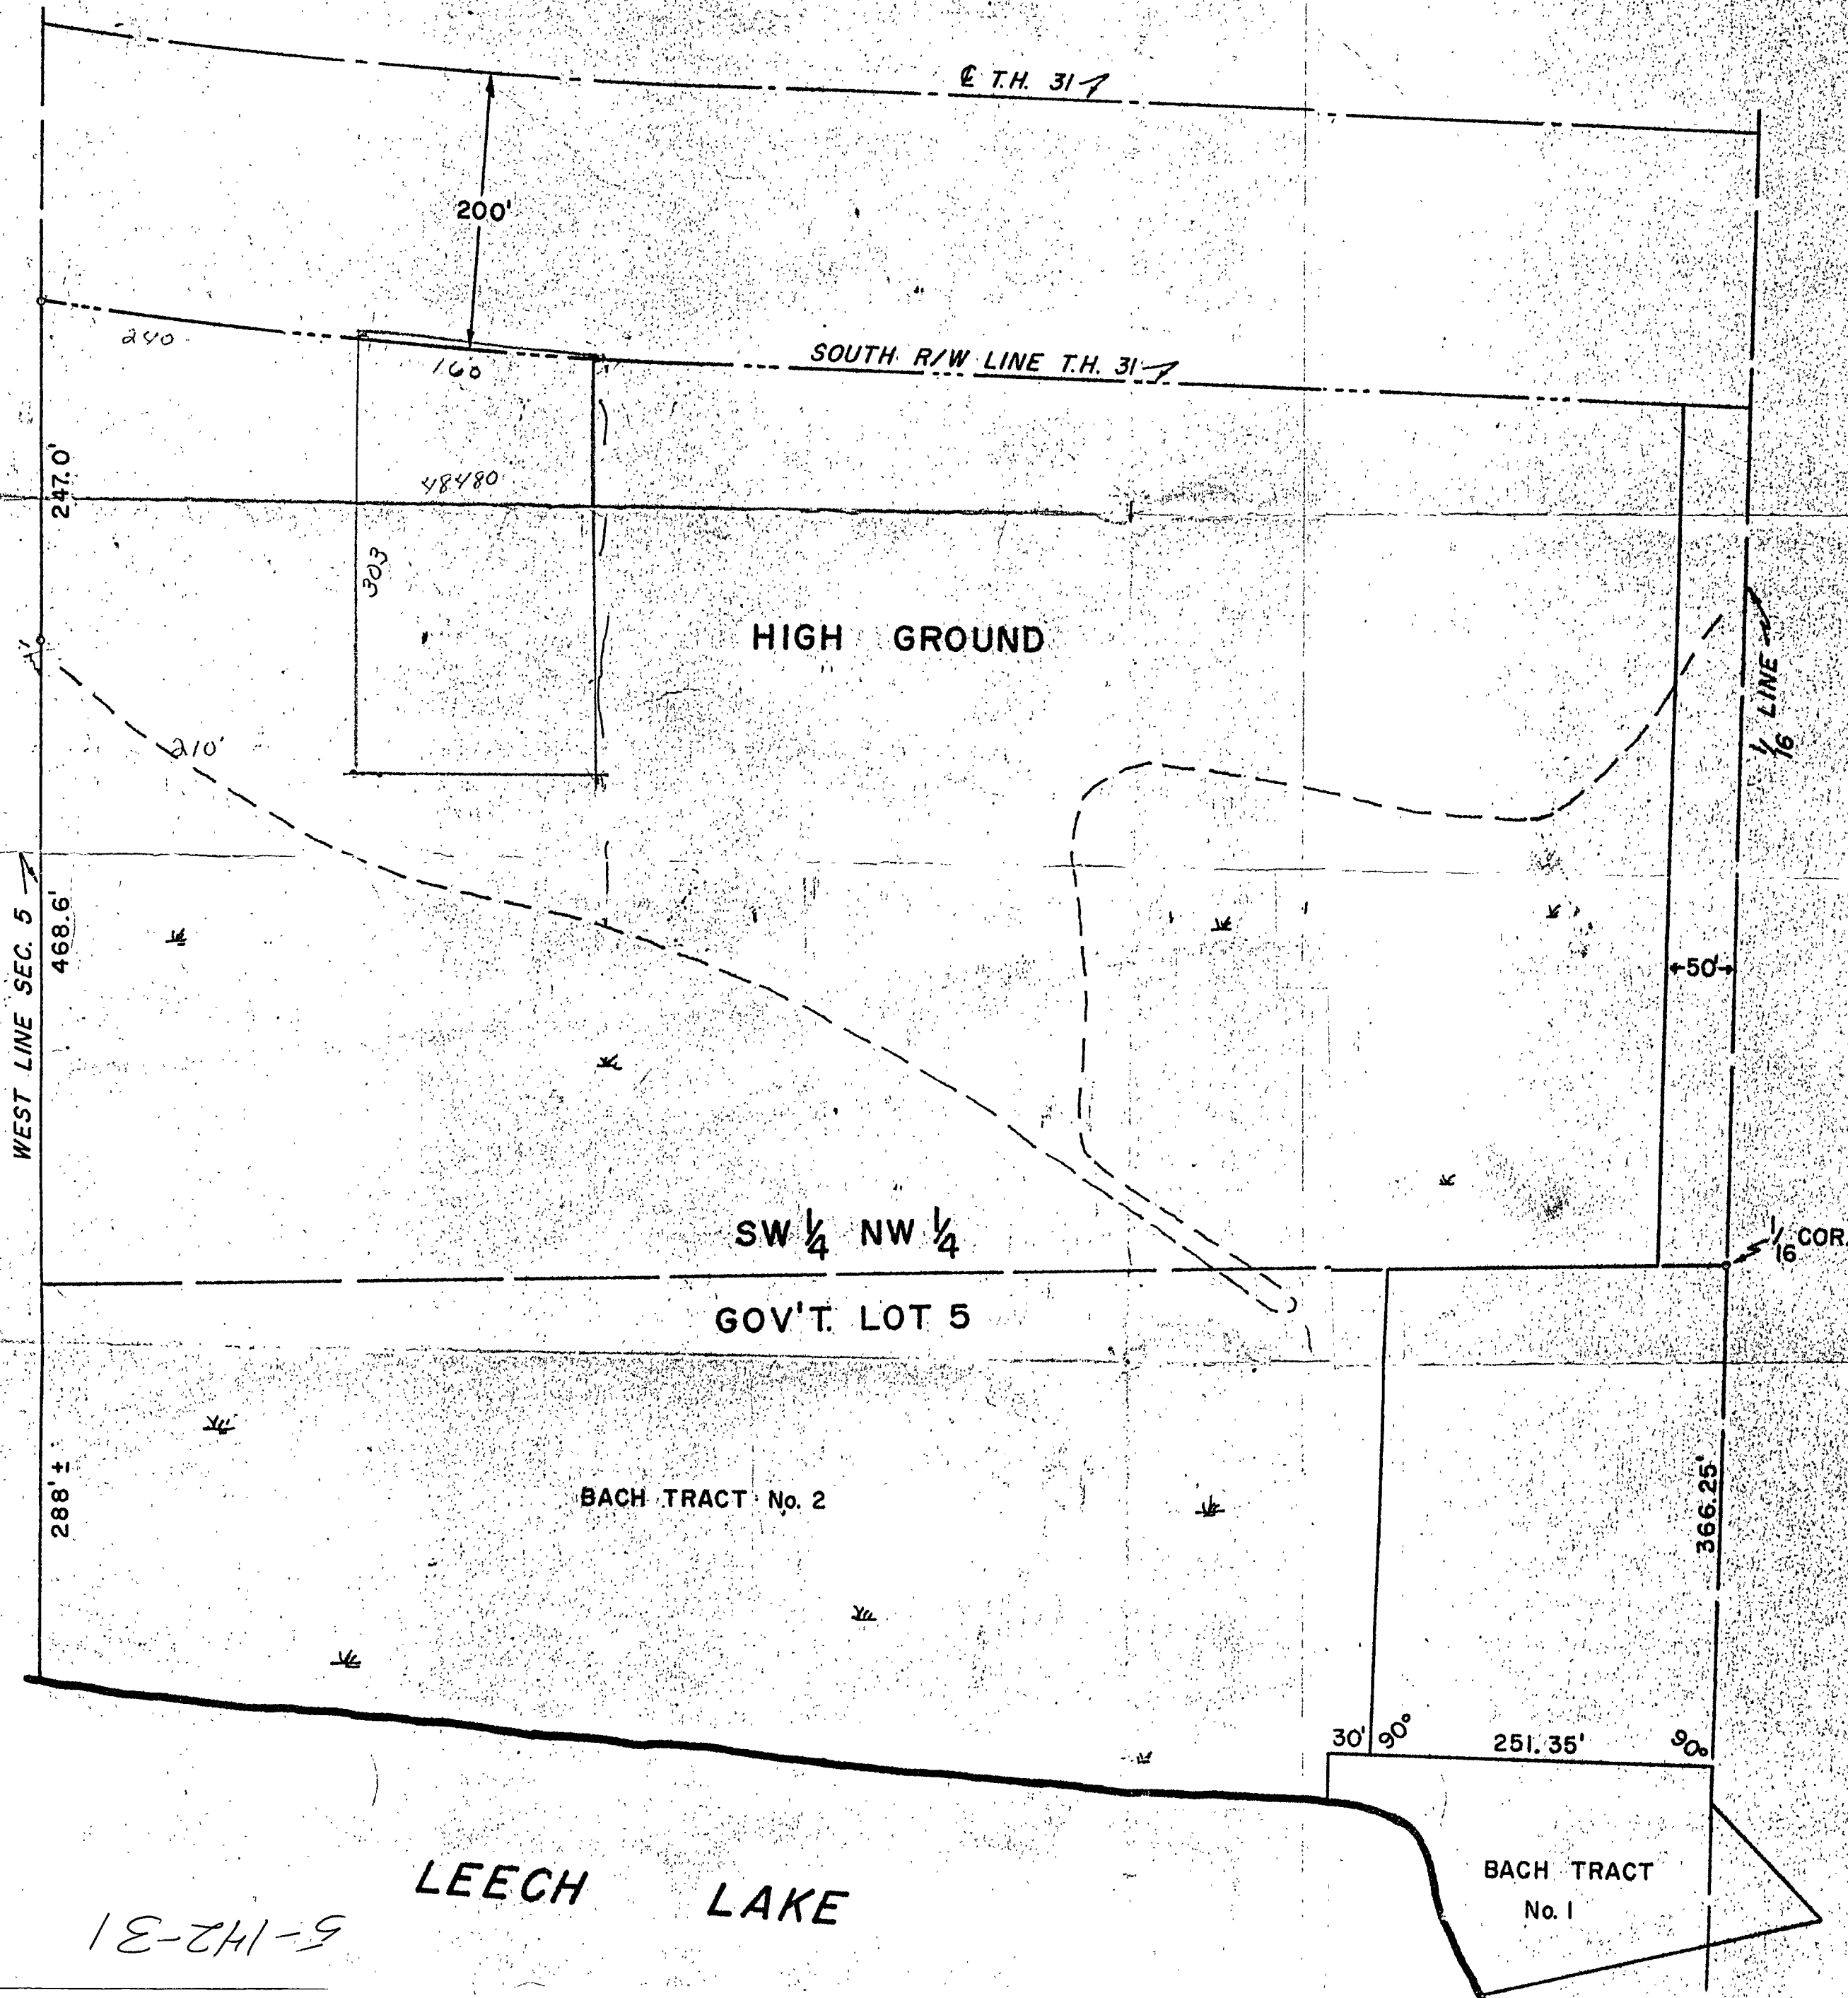 ℄ T.H. 31
200'
240
160
SOUTH R/W LINE T.H. 31
247.0'
48480
303
HIGH GROUND
1/16 LINE
210'
WEST LINE SEC. 5
468.6'
50'
SW 1/4 NW 1/4
1/16 COR.
GOV'T. LOT 5
288' ±
BACH TRACT No. 2
366.25'
30'
90°
251.35'
90°
BACH TRACT
No. 1
LEECH LAKE
5-142-31